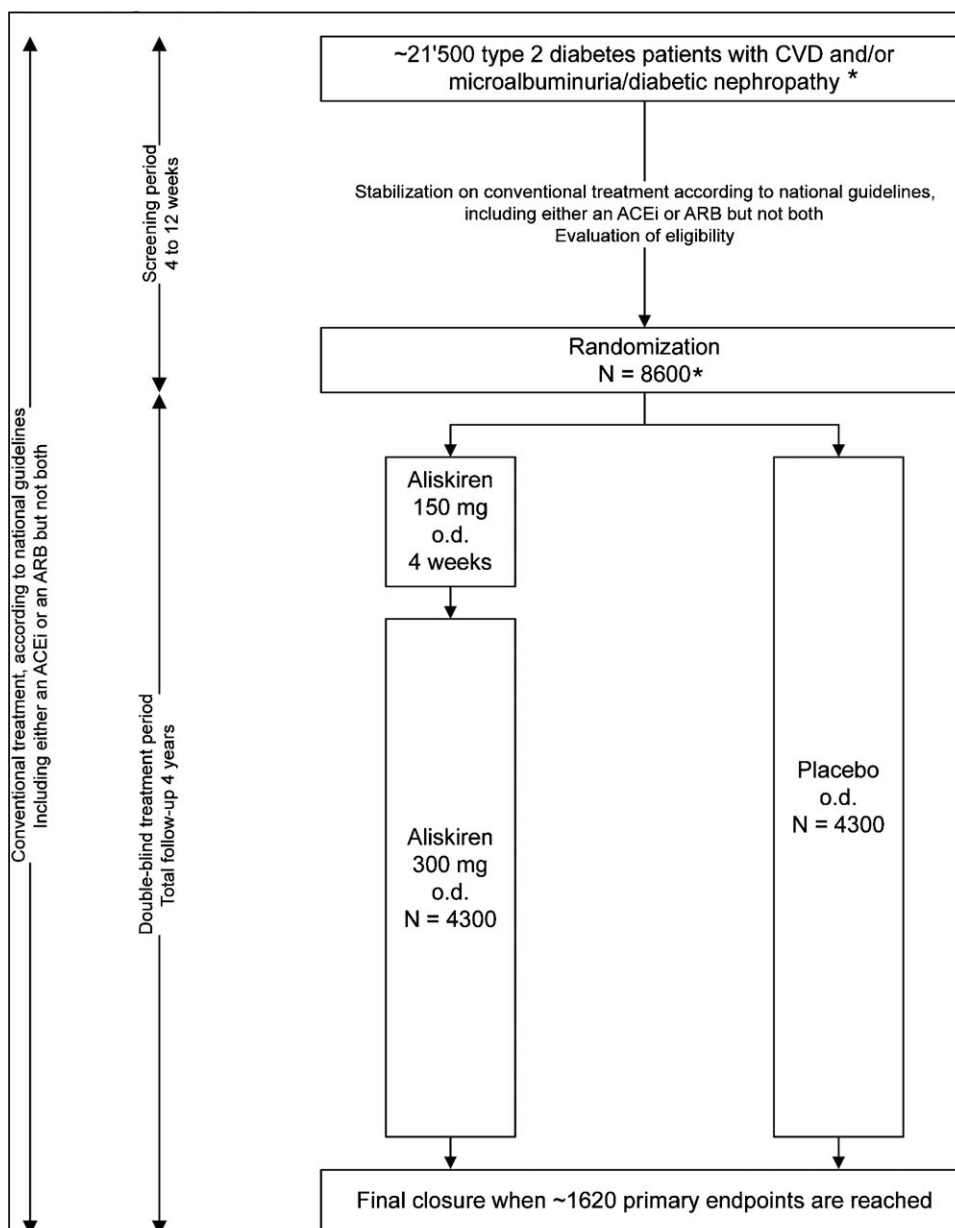 ~21'500 type 2 diabetes patients with CVD and/or
microalbuminuria/diabetic nephropathy *
Screening period
4 to 12 weeks
Stabilization on conventional treatment according to national guidelines,
including either an ACEi or ARB but not both
Evaluation of eligibility
Randomization
N = 8600*
Conventional treatment, according to national guidelines
Including either an ACEi or an ARB but not both
Double-blind treatment period
Total follow-up 4 years
Aliskiren
150 mg
o.d.
4 weeks
Aliskiren
300 mg
o.d.
N = 4300
Placebo
o.d.
N = 4300
Final closure when ~1620 primary endpoints are reached